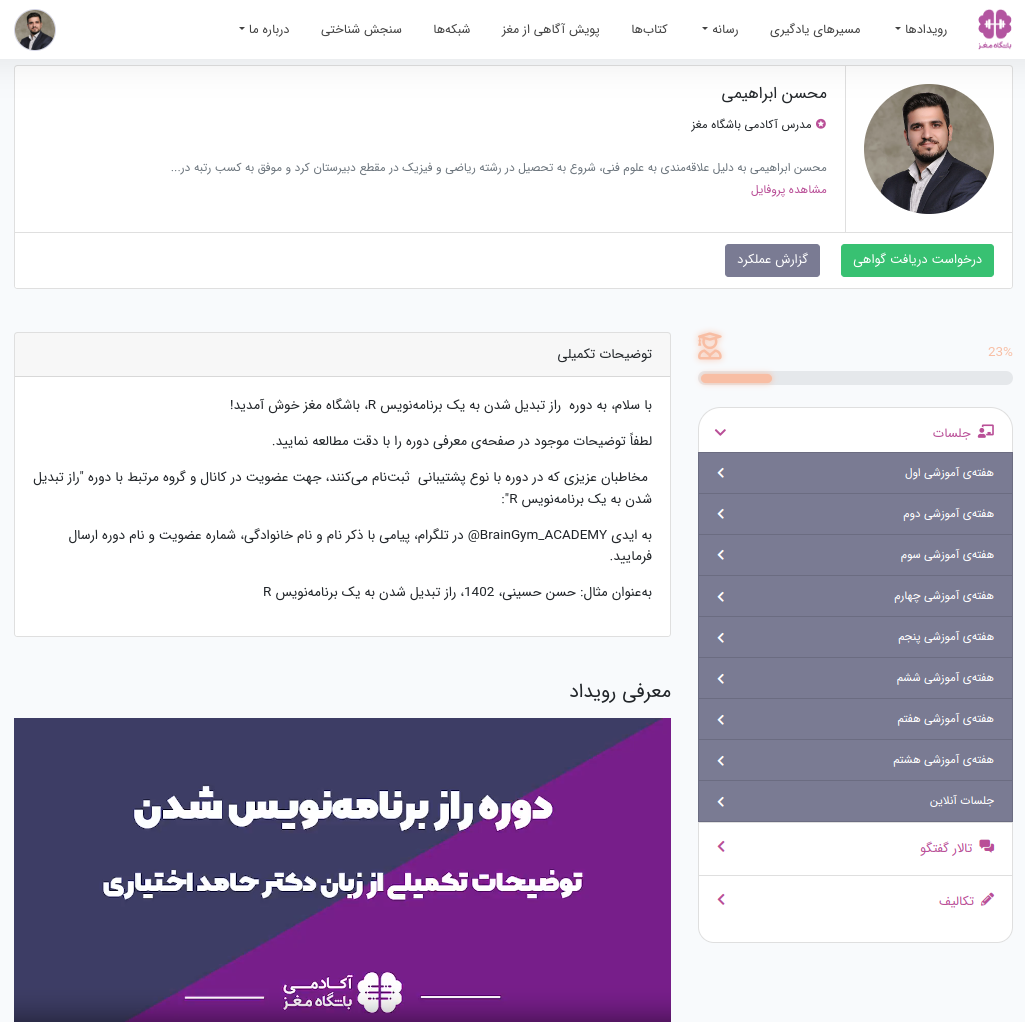 باشگاه مغز
رویدادها
مسیرهای یادگیری
رسانه
کتاب‌ها
پویش آگاهی از مغز
شبکه‌ها
سنجش شناختی
درباره ما
محسن ابراهیمی
مدرس آکادمی باشگاه مغز
محسن ابراهیمی به دلیل علاقه‌مندی به علوم فنی، شروع به تحصیل در رشته ریاضی و فیزیک در مقطع دبیرستان کرد و موفق به کسب رتبه در...
مشاهده پروفایل
درخواست دریافت گواهی
گزارش عملکرد
23%
جلسات
هفته‌ی آموزشی اول
هفته‌ی آموزشی دوم
هفته‌ی آموزشی سوم
هفته‌ی آموزشی چهارم
هفته‌ی آموزشی پنجم
هفته‌ی آموزشی ششم
هفته‌ی آموزشی هفتم
هفته‌ی آموزشی هشتم
جلسات آنلاین
تالار گفتگو
تکالیف
توضیحات تکمیلی
با سلام، به دوره  راز تبدیل شدن به یک برنامه‌نویس R، باشگاه مغز خوش آمدید!
لطفاً توضیحات موجود در صفحه‌ی معرفی دوره را با دقت مطالعه نمایید.
مخاطبان عزیزی که در دوره با نوع پشتیبانی  ثبت‌نام می‌کنند، جهت عضویت در کانال و گروه مرتبط با دوره "راز تبدیل
شدن به یک برنامه‌نویس R":
به ایدی BrainGym_ACADEMY@ در تلگرام، پیامی با ذکر نام و نام خانوادگی، شماره عضویت و نام دوره ارسال
فرمایید.
به‌عنوان مثال: حسن حسینی، 1402، راز تبدیل شدن به یک برنامه‌نویس R
معرفی رویداد
دوره راز برنامه‌نویس شدن
توضیحات تکمیلی از زبان دکتر حامد اختیاری
آکادمی
باشگاه مغز